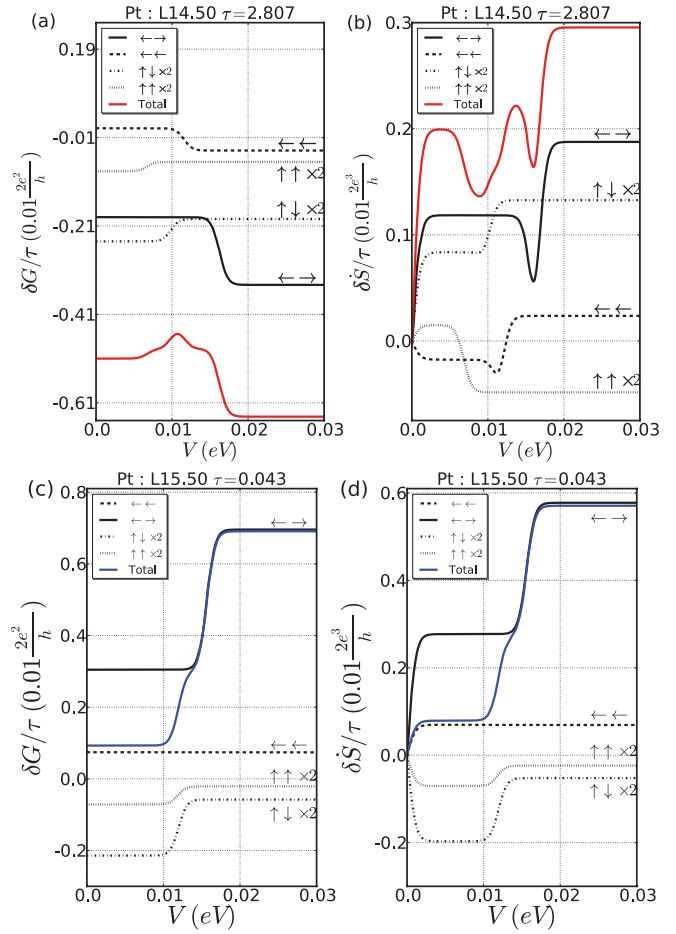 (a)
Pt : L14.50 τ=2.807
←→
←←
↑↓×2
↑↑×2
Total
0.19
-0.01
-0.21
-0.41
-0.61
δG/τ (0.01 2e²/h)
←←
↑↑×2
↑↓×2
←→
0.0 0.01 0.02 0.03
V (eV)
(b)
Pt : L14.50 τ=2.807
←→
←←
↑↓×2
↑↑×2
Total
0.3
0.2
0.1
0.0
δṠ/τ (0.01 2e³/h)
←→
↑↓×2
←←
↑↑×2
0.0 0.01 0.02 0.03
V (eV)
(c)
Pt : L15.50 τ=0.043
←←
←→
↑↓×2
↑↑×2
Total
0.8
0.6
0.4
0.2
0.0
-0.2
δG/τ (0.01 2e²/h)
←→
←←
↑↑×2
↑↓×2
0.0 0.01 0.02 0.03
V (eV)
(d)
Pt : L15.50 τ=0.043
←←
←→
↑↓×2
↑↑×2
Total
0.6
0.4
0.2
0.0
-0.2
δṠ/τ (0.01 2e³/h)
←→
←←
↑↑×2
↑↓×2
0.0 0.01 0.02 0.03
V (eV)